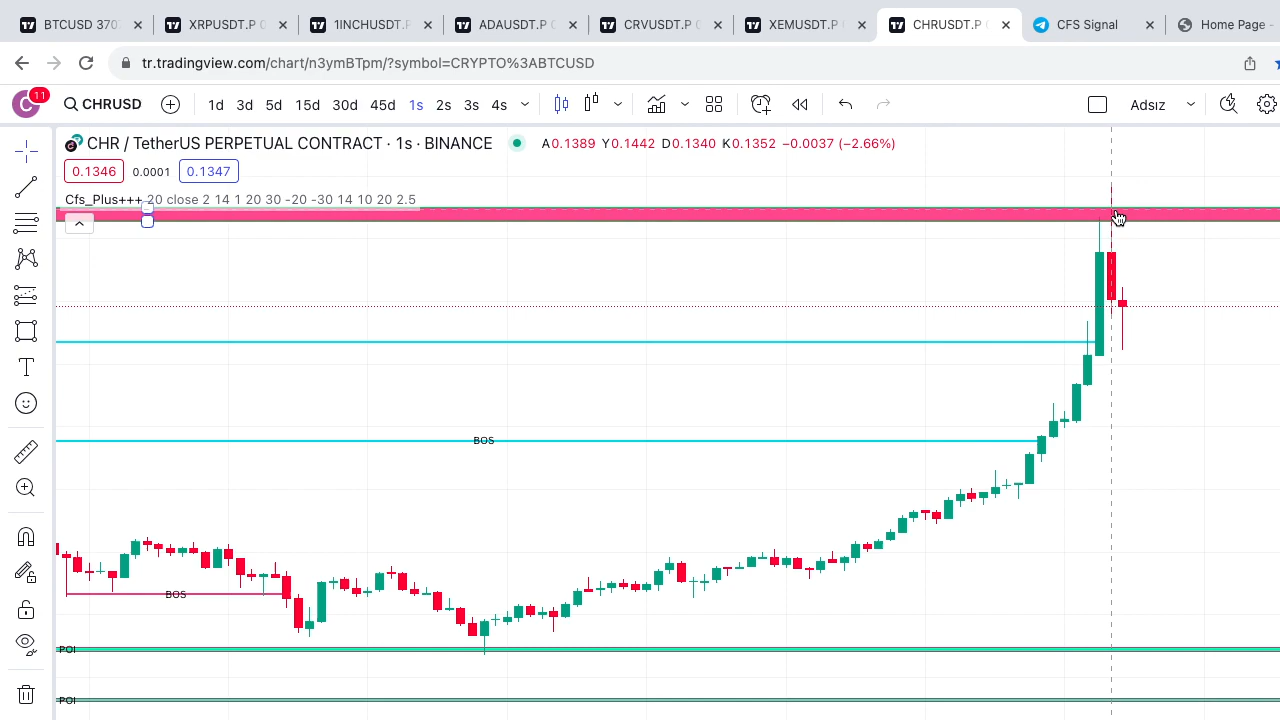 BTCUSD 370
XRPUSDT.P
1INCHUSDT.P
ADAUSDT.P
CRVUSDT.P
XEMUSDT.P
CHRUSDT.P
CFS Signal
Home Page -
tr.tradingview.com/chart/n3ymBTpm/?symbol=CRYPTO%3ABTCUSD
C 11 CHRUSD 1d 3d 5d 15d 30d 45d 1s 2s 3s 4s Adsız
CHR / TetherUS PERPETUAL CONTRACT · 1s · BINANCE A0.1389 Y0.1442 D0.1340 K0.1352 −0.0037 (−2.66%)
0.1346 0.0001 0.1347
Cfs_Plus+++ 20 close 2 14 1 20 30 -20 -30 14 10 20 2.5
BOS
BOS
POI
POI